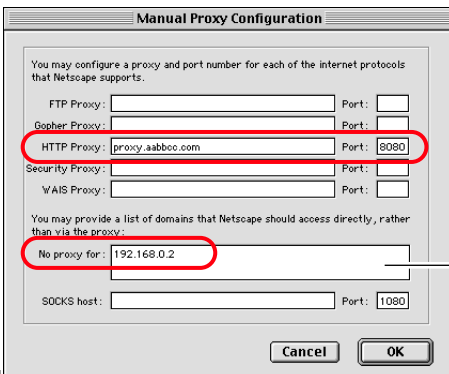 Manual Proxy Configuration
You may configure a proxy and port number for each of the internet protocols
that Netscape supports.
FTP Proxy: Port:
Gopher Proxy: Port:
HTTP Proxy: proxy.aabbcc.com Port: 8080
Security Proxy: Port:
WAIS Proxy: Port:
You may provide a list of domains that Netscape should access directly, rather
than via the proxy:
No proxy for: 192.168.0.2
SOCKS host: Port: 1080
Cancel OK